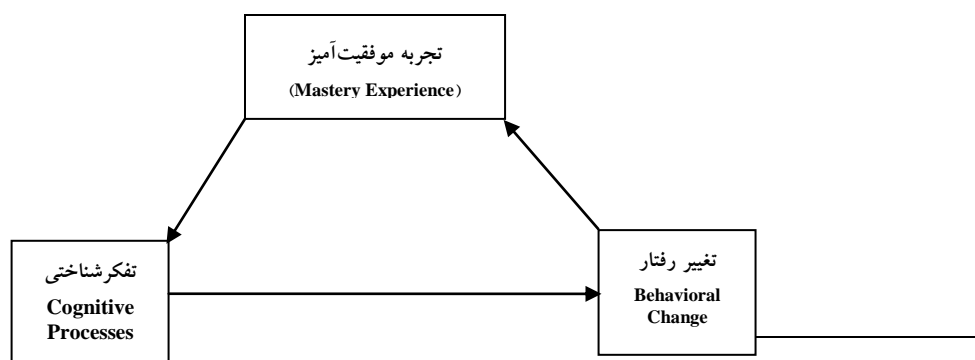 تجربه موفقیت‌آمیز
(Mastery Experience)
تفکرشناختی
Cognitive
Processes
تغییر رفتار
Behavioral
Change